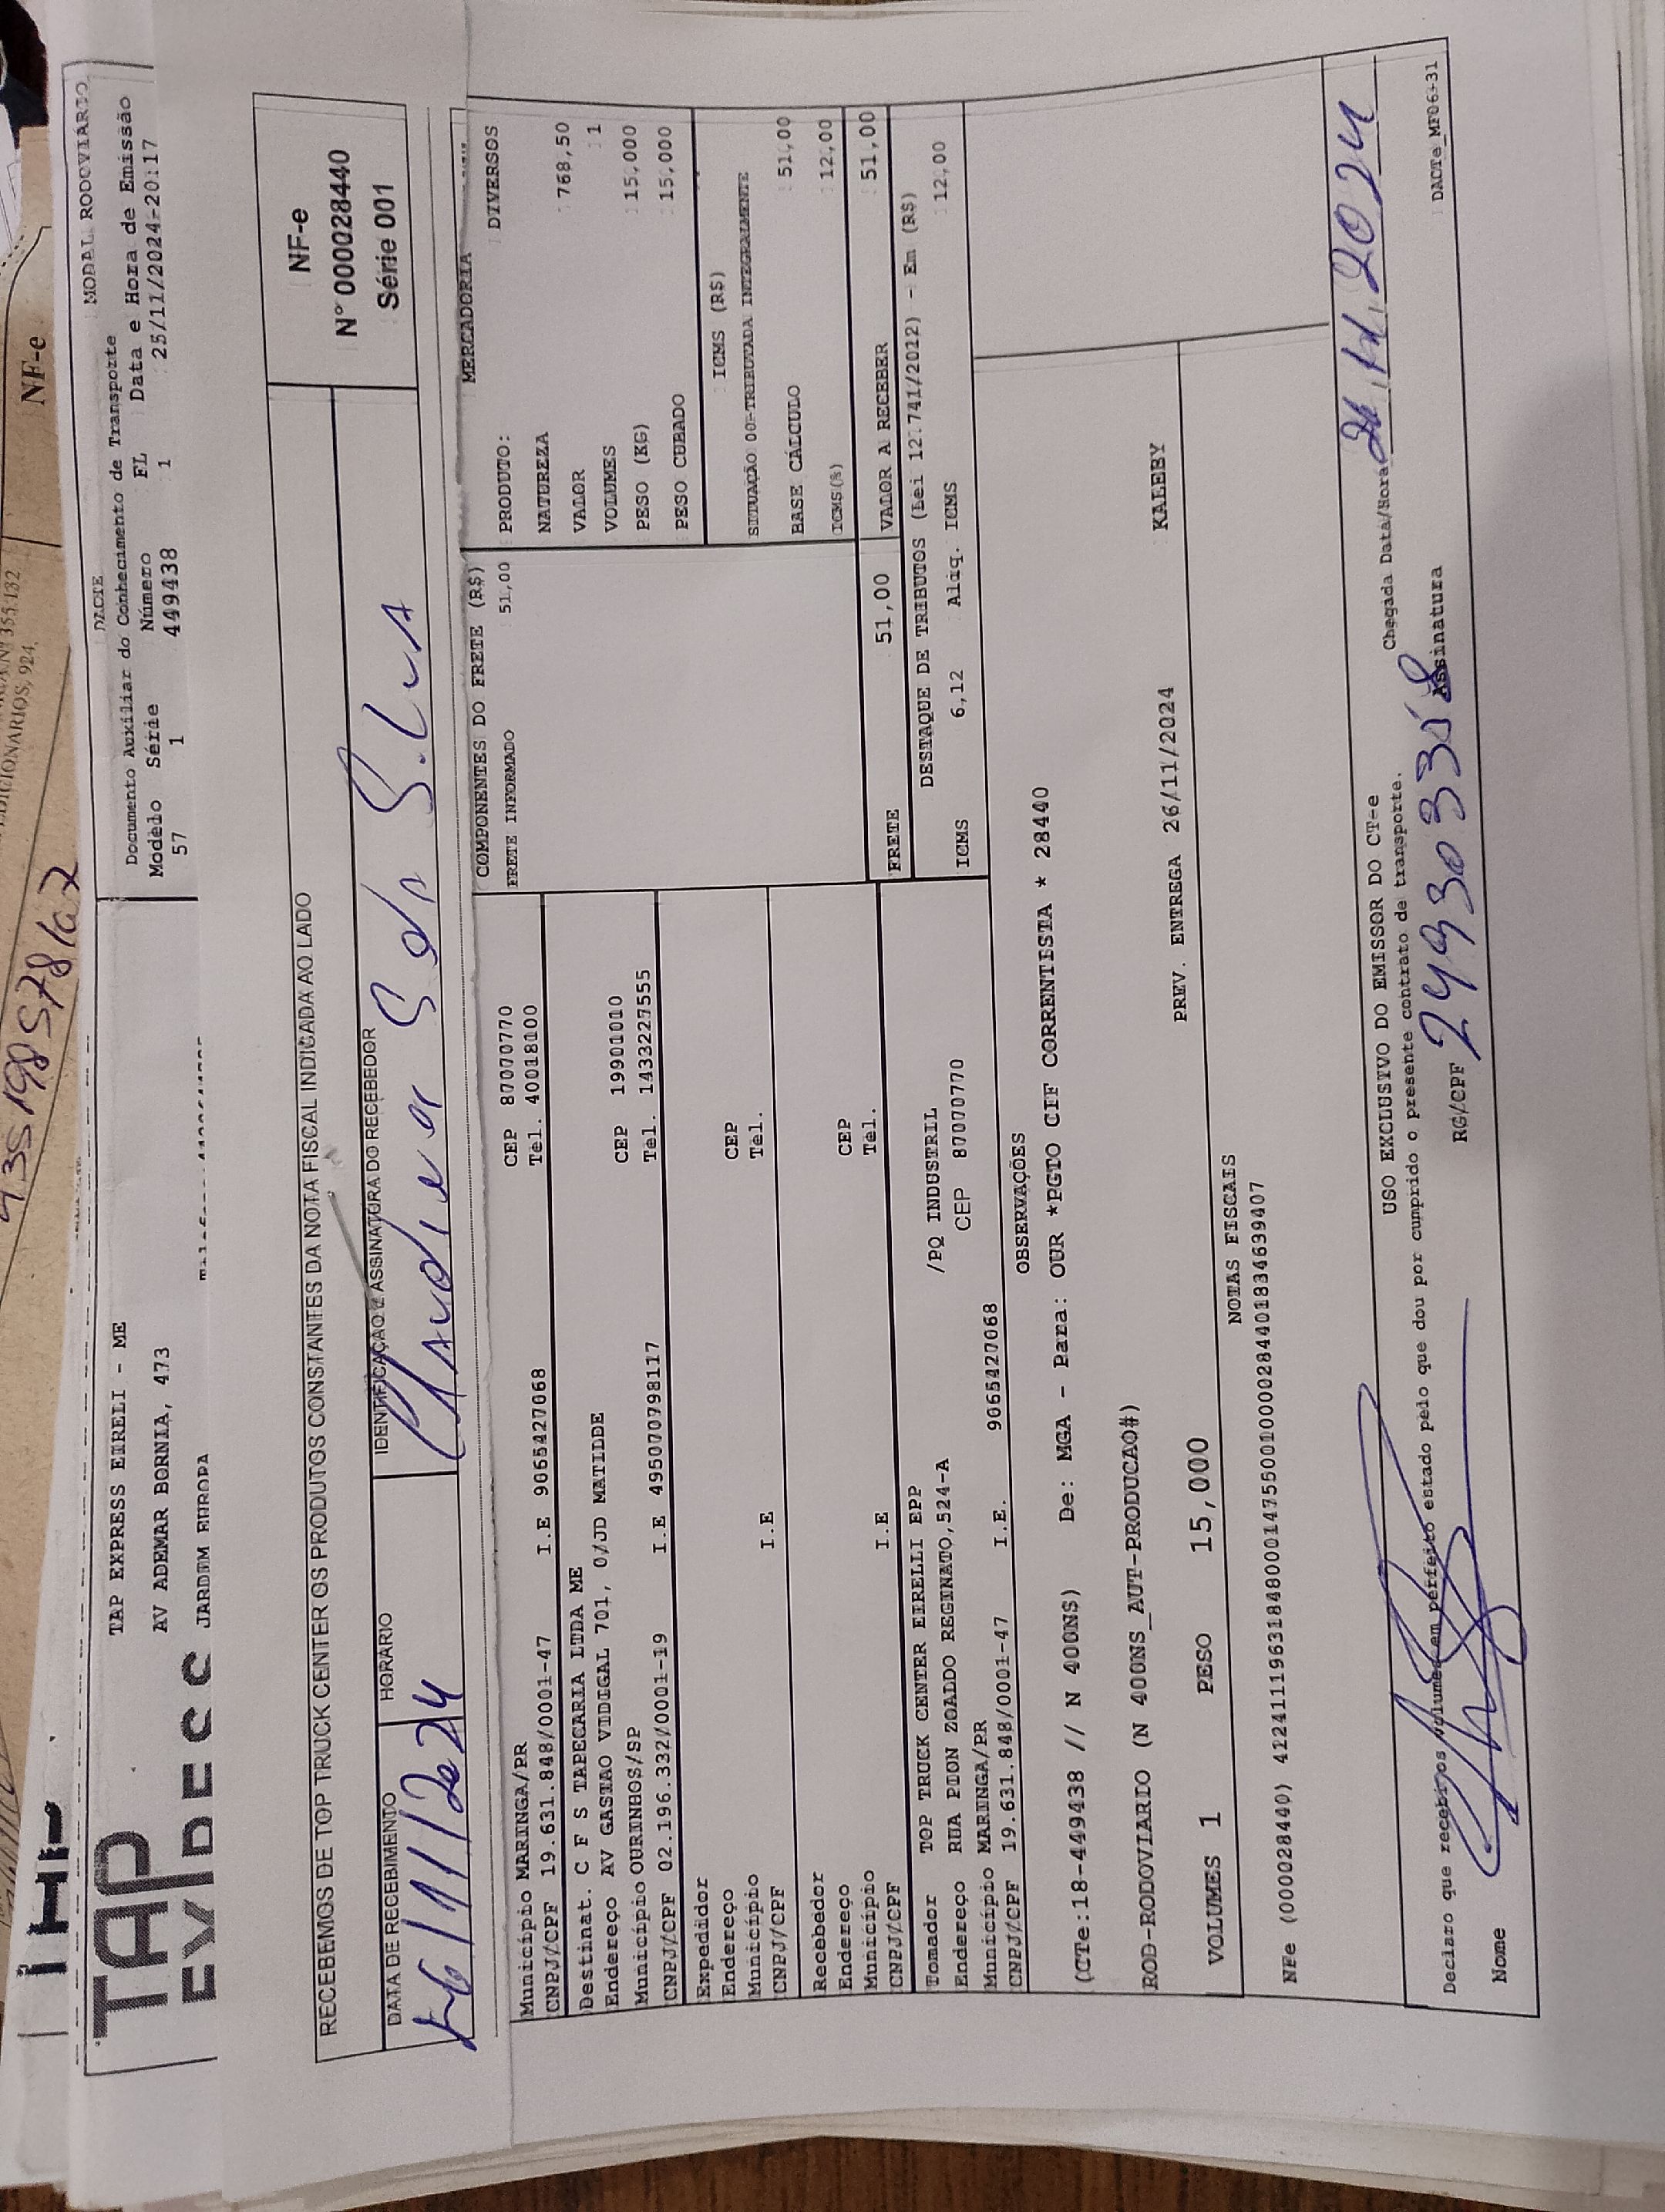 NF-e
TAP
TAP EXPRESS EIRELI - ME
AV ADEMAR BORNIA, 473
JARDIM EUROPA
DACTE
MODAL RODOVIARIO
Documento Auxiliar do Conhecimento de Transporte
Modelo Série Número FL Data e Hora de Emissão
57 1 449438 1 25/11/2024-20:17
RECEBEMOS DE TOP TRUCK CENTER OS PRODUTOS CONSTANTES DA NOTA FISCAL INDICADA AO LADO
NF-e
N° 000028440
Série 001
DATA DE RECEBIMENTO
HORÁRIO
IDENTIFICAÇÃO E ASSINATURA DO RECEBEDOR
26/11/2024
Município MARINGA/PR CEP 87070770
CNPJ/CPF 19.631.848/0001-47 I.E 9065427068 Tel. 40018100
Destinat. C F S TAPECARIA LTDA ME
Endereço AV GASTAO VIDIGAL 701, 0/JD MATILDE
Município OURINHOS/SP CEP 19901010
CNPJ/CPF 02.196.332/0001-19 I.E 495070798117 Tel. 1433227555
Expedidor
Endereço
Município CEP
CNPJ/CPF I.E Tel.
Recebedor
Endereço
Município CEP
CNPJ/CPF I.E Tel.
Tomador TOP TRUCK CENTER EIRELLI EPP
Endereço RUA PION ZOALDO REGINATO,524-A /PQ INDUSTRIL
Município MARINGA/PR CEP 87070770
CNPJ/CPF 19.631.848/0001-47 I.E. 9065427068
COMPONENTES DO FRETE (R$)
FRETE INFORMADO 51,00
MERCADORIA
PRODUTO: DIVERSOS
NATUREZA
VALOR 768,50
VOLUMES 1
PESO (KG) 15,000
PESO CUBADO 15,000
ICMS (R$)
SITUAÇÃO 00-TRIBUTADA INTEGRALMENTE
BASE CÁLCULO 51,00
ICMS(%) 12,00
FRETE 51,00 VALOR A RECEBER 51,00
DESTAQUE DE TRIBUTOS (Lei 12.741/2012) - Em (R$)
ICMS 6,12 Alíq. ICMS 12,00
OBSERVAÇÕES
(CTe:18-449438 // N 400NS) De: MGA - Para: OUR *PGTO CIF CORRENTISTA * 28440
ROD-RODOVIARIO (N 400NS_AUT-PRODUCAO#)
VOLUMES 1 PESO 15,000 PREV. ENTREGA 26/11/2024 KALEBY
NOTAS FISCAIS
NFe (000028440) 41241119631848000147550010000284401834639407
USO EXCLUSIVO DO EMISSOR DO CT-e
Declaro que recebi os volumes em perfeito estado pelo que dou por cumprido o presente contrato de transporte.
Chegada Data/Hora
Nome RG/CPF Assinatura
DACTe_MF06-31